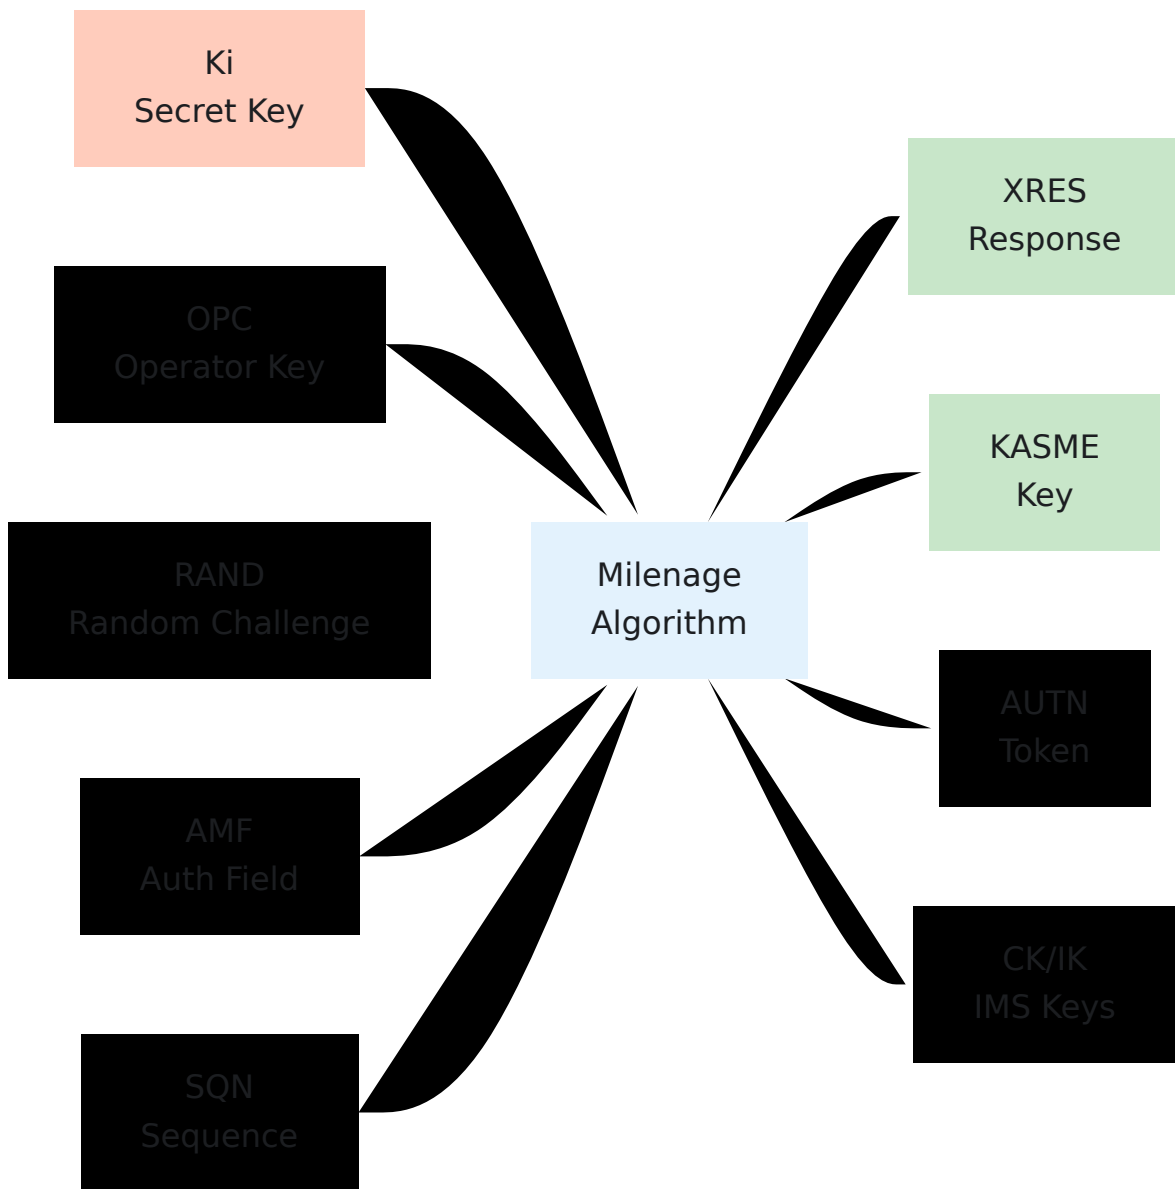 Ki
Secret Key
OPC
Operator Key
RAND
Random Challenge
AMF
Auth Field
SQN
Sequence
Milenage
Algorithm
XRES
Response
KASME
Key
AUTN
Token
CK/IK
IMS Keys